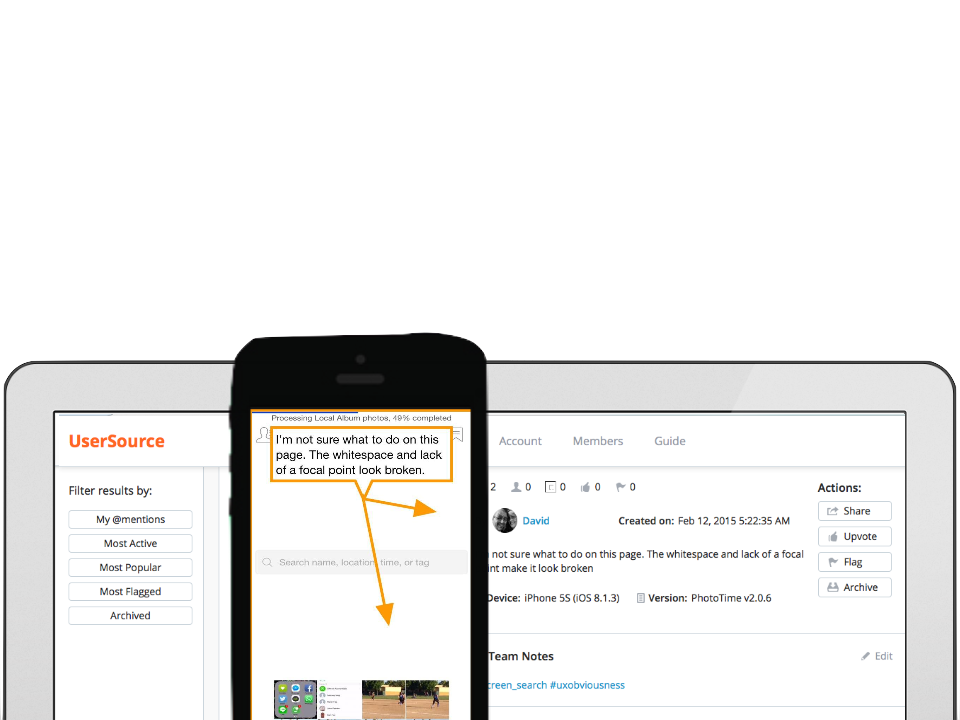 UserSource
Account
Members
Guide
Filter results by:
My @mentions
Most Active
Most Popular
Most Flagged
Archived
Processing Local Album photos, 49% completed
I'm not sure what to do on this
page. The whitespace and lack
of a focal point look broken.
Search name, location, time, or tag
2 0 0 0 0
David
Created on: Feb 12, 2015 5:22:35 AM
not sure what to do on this page. The whitespace and lack of a focal
int make it look broken
Device: iPhone 5S (iOS 8.1.3) Version: PhotoTime v2.0.6
Team Notes
Edit
creen_search #uxobviousness
Actions:
Share
Upvote
Flag
Archive